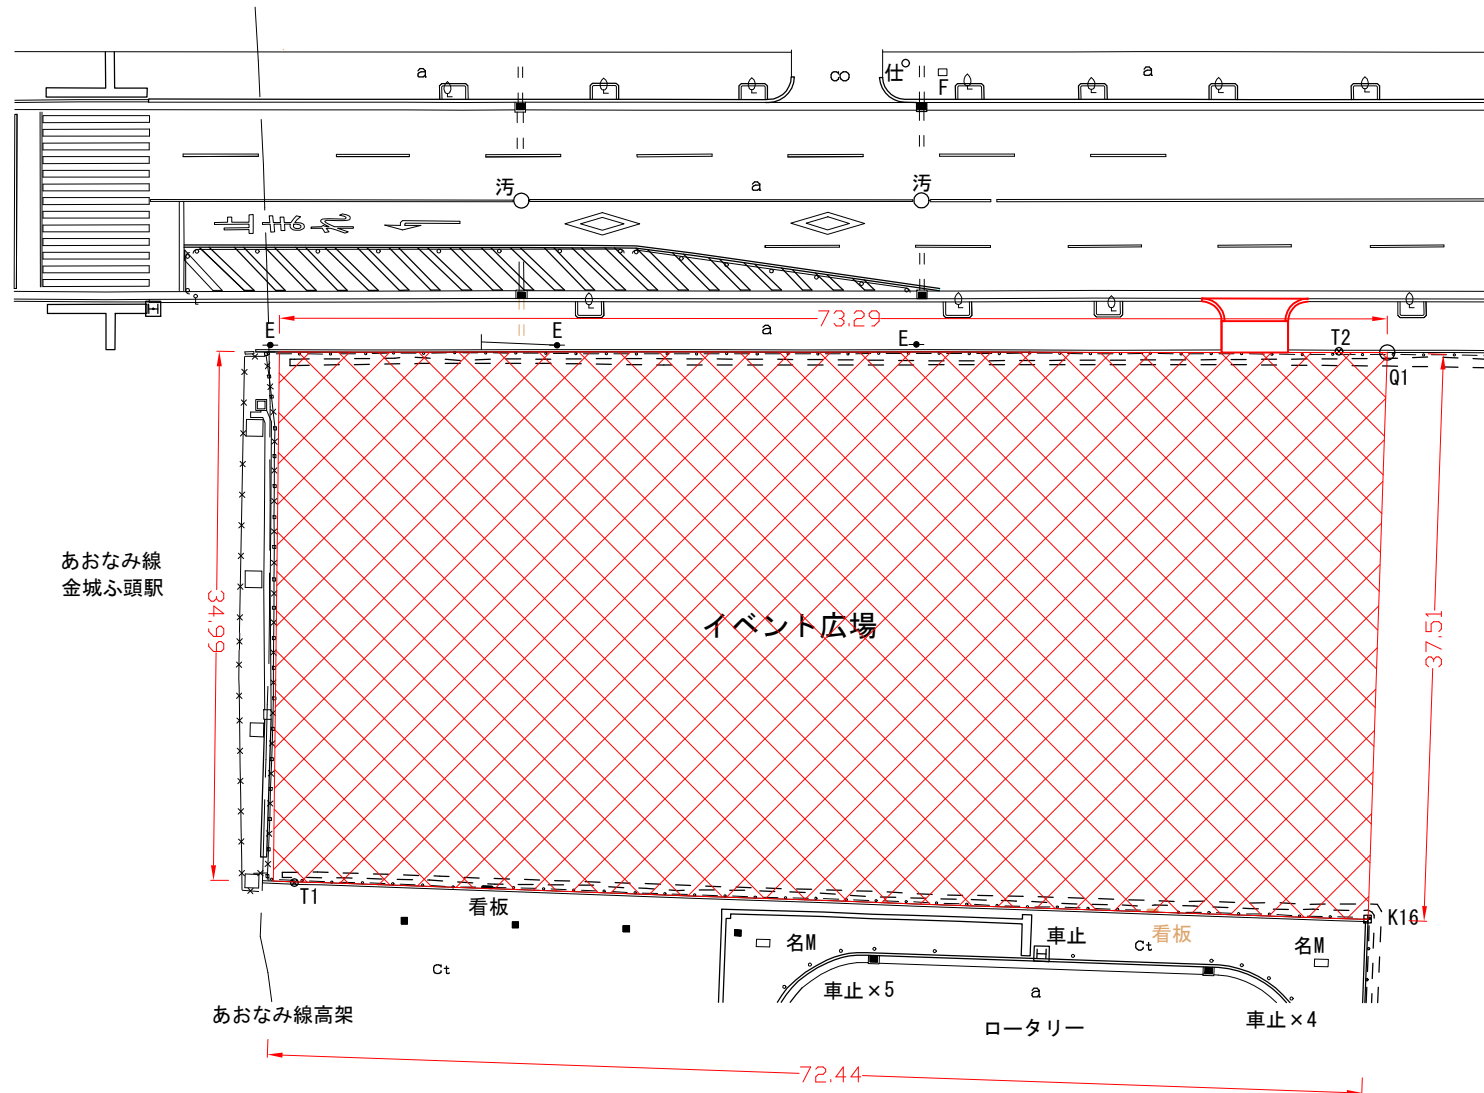 a
∞
仕
F
a
汚
a
汚
E
E
a
73.29
E
T2
Q1
あおなみ線
金城ふ頭駅
34.99
イベント広場
37.51
T1
看板
K16
名M
車止
Ct
看板
名M
Ct
車止×5
a
車止×4
あおなみ線高架
ロータリー
72.44